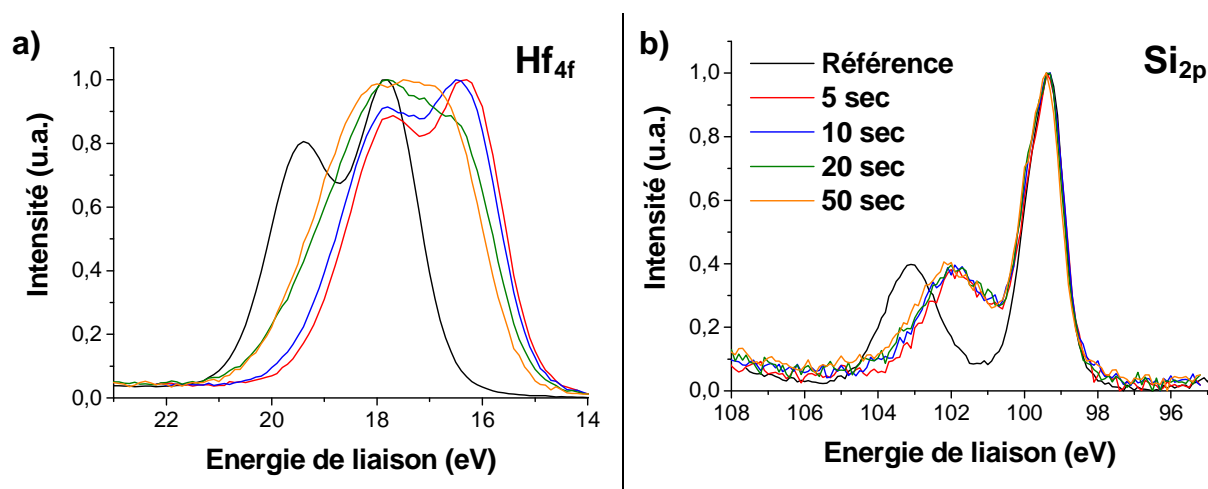 a)
Hf4f
1,0
0,8
0,6
0,4
0,2
0,0
22
20
18
16
14
Intensité (u.a.)
Energie de liaison (eV)
b)
Si2p
Référence
5 sec
10 sec
20 sec
50 sec
1,0
0,8
0,6
0,4
0,2
0,0
108
106
104
102
100
98
96
Intensité (u.a.)
Energie de liaison (eV)